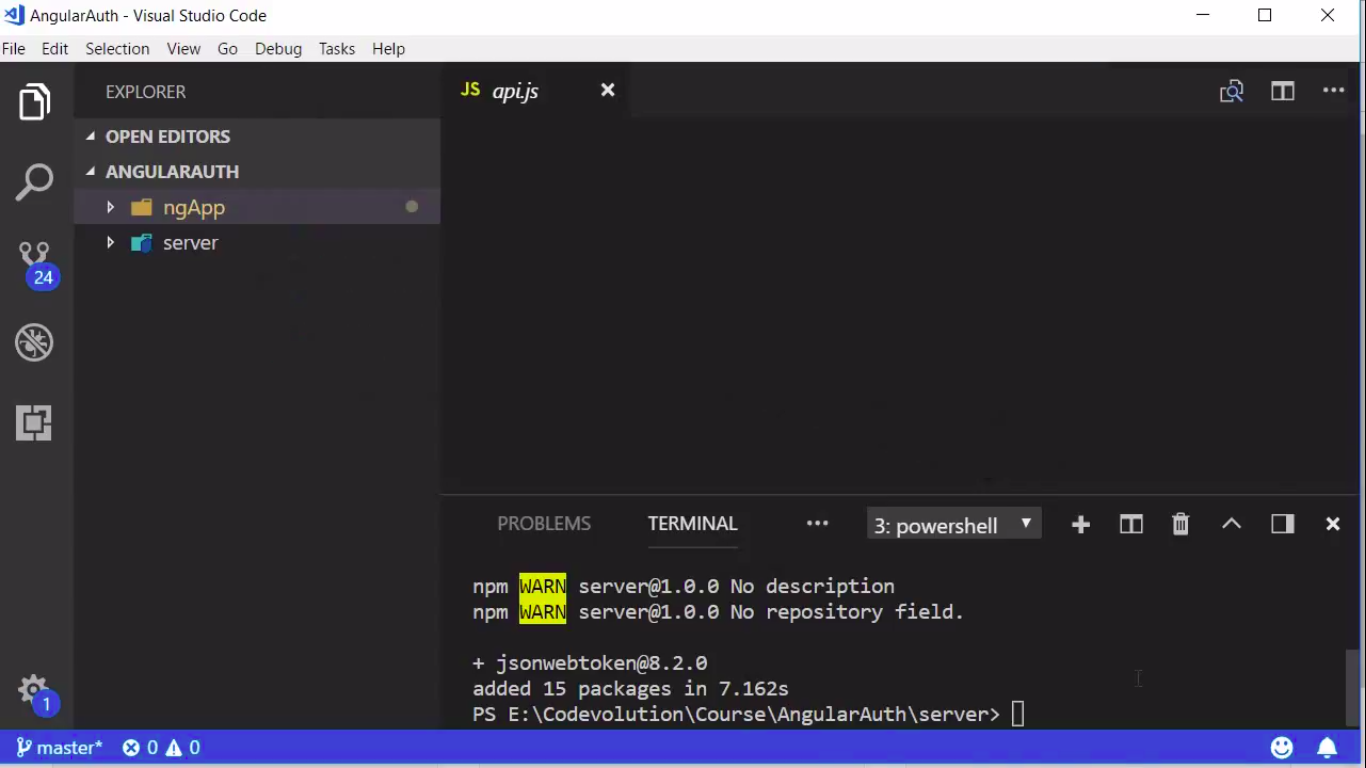 AngularAuth - Visual Studio Code
File Edit Selection View Go Debug Tasks Help
EXPLORER
OPEN EDITORS
ANGULARAUTH
ngApp
server
24
1
JS api.js
PROBLEMS TERMINAL 3: powershell
npm WARN server@1.0.0 No description
npm WARN server@1.0.0 No repository field.
+ jsonwebtoken@8.2.0
added 15 packages in 7.162s
PS E:\Codevolution\Course\AngularAuth\server>
master* 0 0